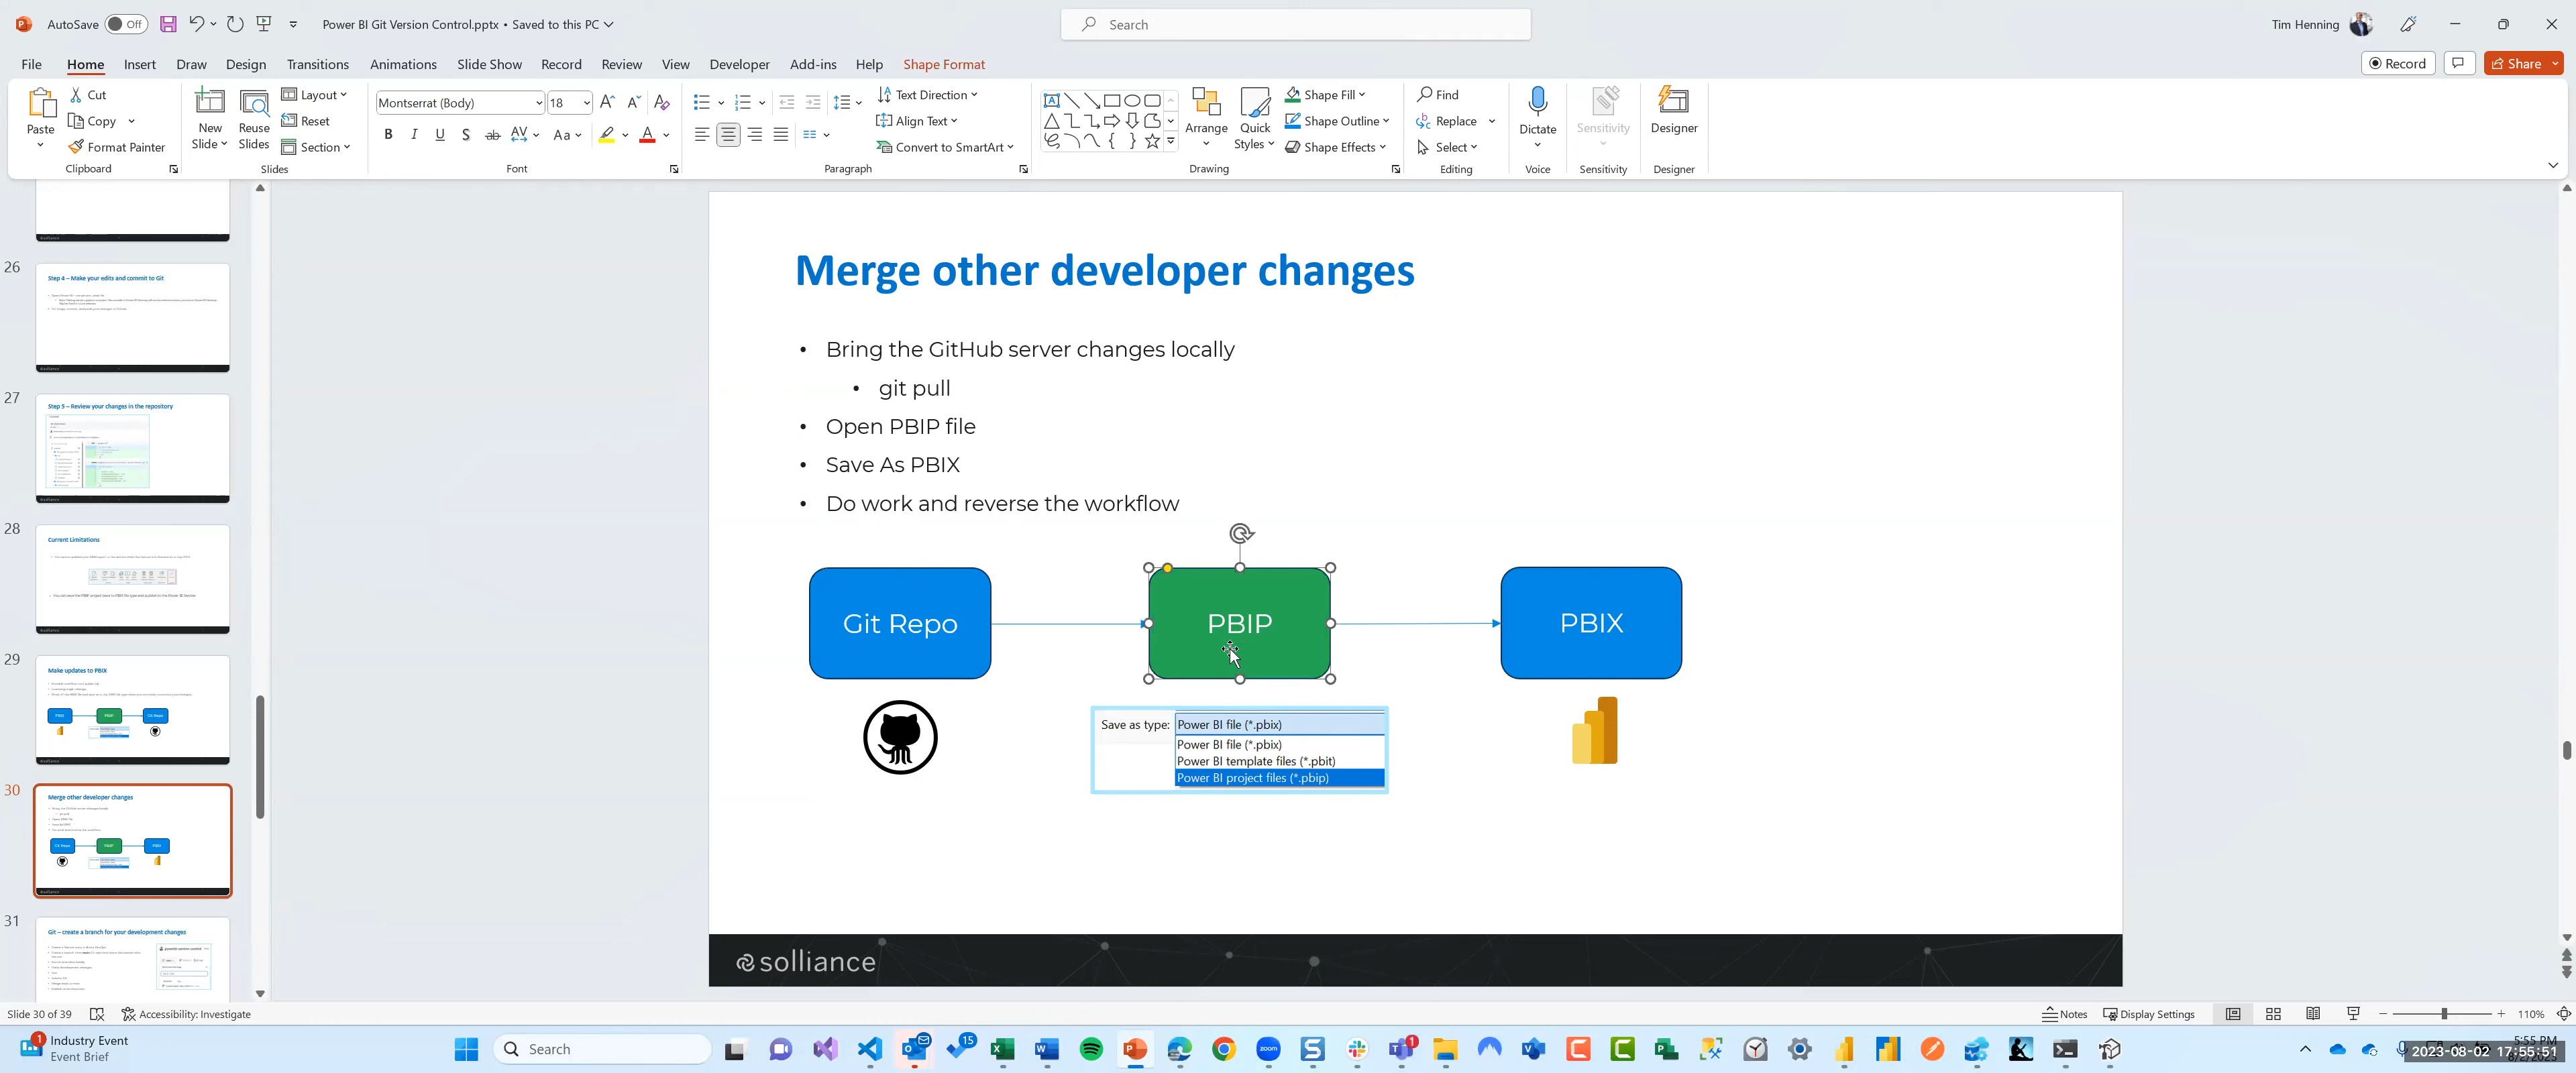 AutoSave Off Power BI Git Version Control.pptx • Saved to this PC Search Tim Henning
File Home Insert Draw Design Transitions Animations Slide Show Record Review View Developer Add-ins Help Shape Format Record Share
Paste Cut Copy Format Painter Clipboard
New Slide Reuse Slides Layout Reset Section Slides
Montserrat (Body) 18 Font
Text Direction Align Text Convert to SmartArt Paragraph
Arrange Quick Styles Shape Fill Shape Outline Shape Effects Drawing
Find Replace Select Editing
Dictate Voice
Sensitivity Sensitivity
Designer Designer
26
Step 4 – Make your edits and commit to Git
27
Step 5 – Review your changes in the repository
28
Current Limitations
29
Make updates to PBIX
30
Merge other developer changes
31
Git – create a branch for your development changes
Merge other developer changes
• Bring the GitHub server changes locally
• git pull
• Open PBIP file
• Save As PBIX
• Do work and reverse the workflow
Git Repo PBIP PBIX
Save as type: Power BI file (*.pbix)
Power BI file (*.pbix)
Power BI template files (*.pbit)
Power BI project files (*.pbip)
solliance
Slide 30 of 39 Accessibility: Investigate Notes Display Settings 110%
1 Industry Event
Event Brief
Search
15
1
5:55 PM
2023-08-02 17:55:51